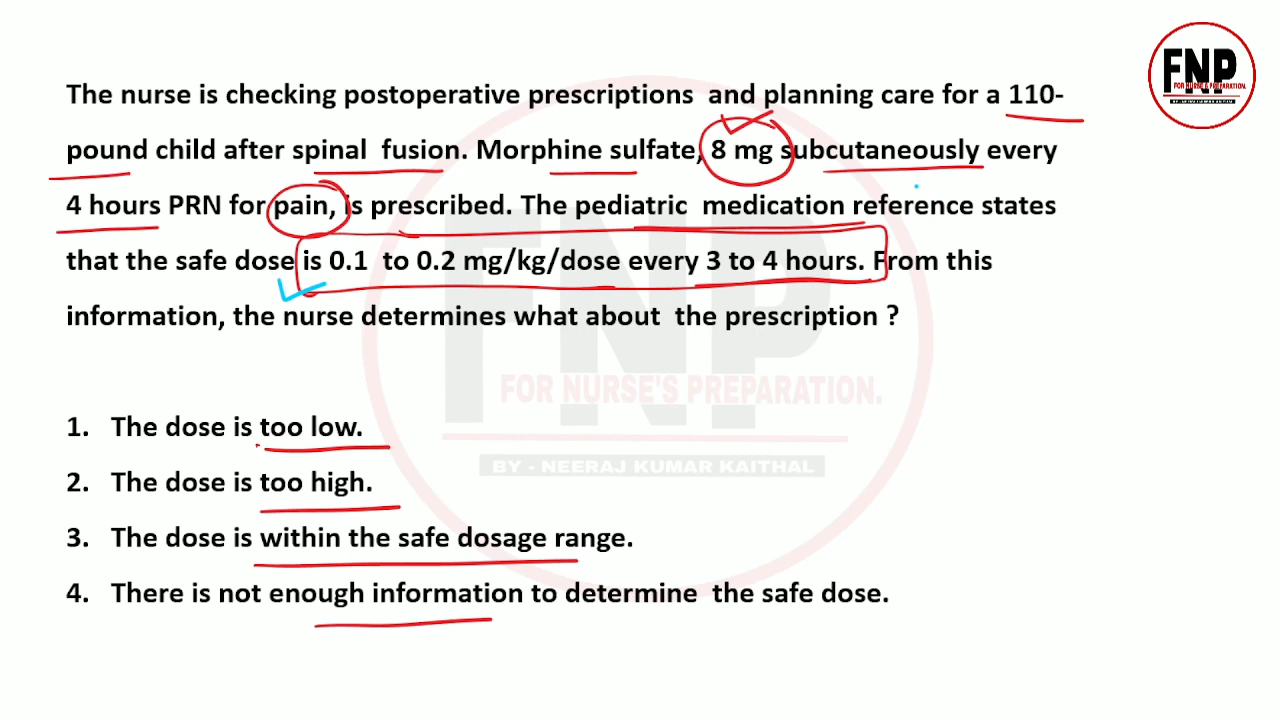 FNP
FOR NURSE'S PREPARATION.
The nurse is checking postoperative prescriptions and planning care for a 110-
pound child after spinal fusion. Morphine sulfate, 8 mg subcutaneously every
4 hours PRN for pain, is prescribed. The pediatric medication reference states
that the safe dose is 0.1 to 0.2 mg/kg/dose every 3 to 4 hours. From this
information, the nurse determines what about the prescription ?
FNP
FOR NURSE'S PREPARATION.
BY - NEERAJ KUMAR KAITHAL
1. The dose is too low.
2. The dose is too high.
3. The dose is within the safe dosage range.
4. There is not enough information to determine the safe dose.